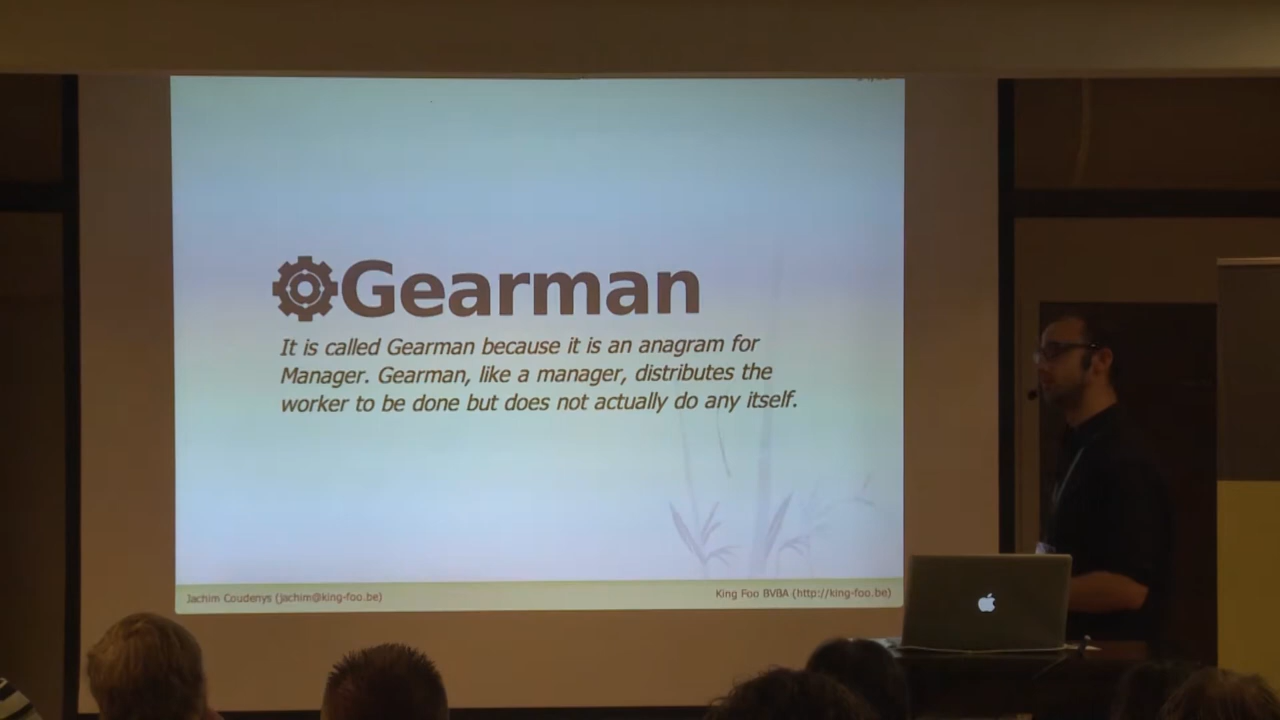 Gearman
It is called Gearman because it is an anagram for
Manager. Gearman, like a manager, distributes the
worker to be done but does not actually do any itself.
Jachim Coudenys (jachim@king-foo.be)
King Foo BVBA (http://king-foo.be)